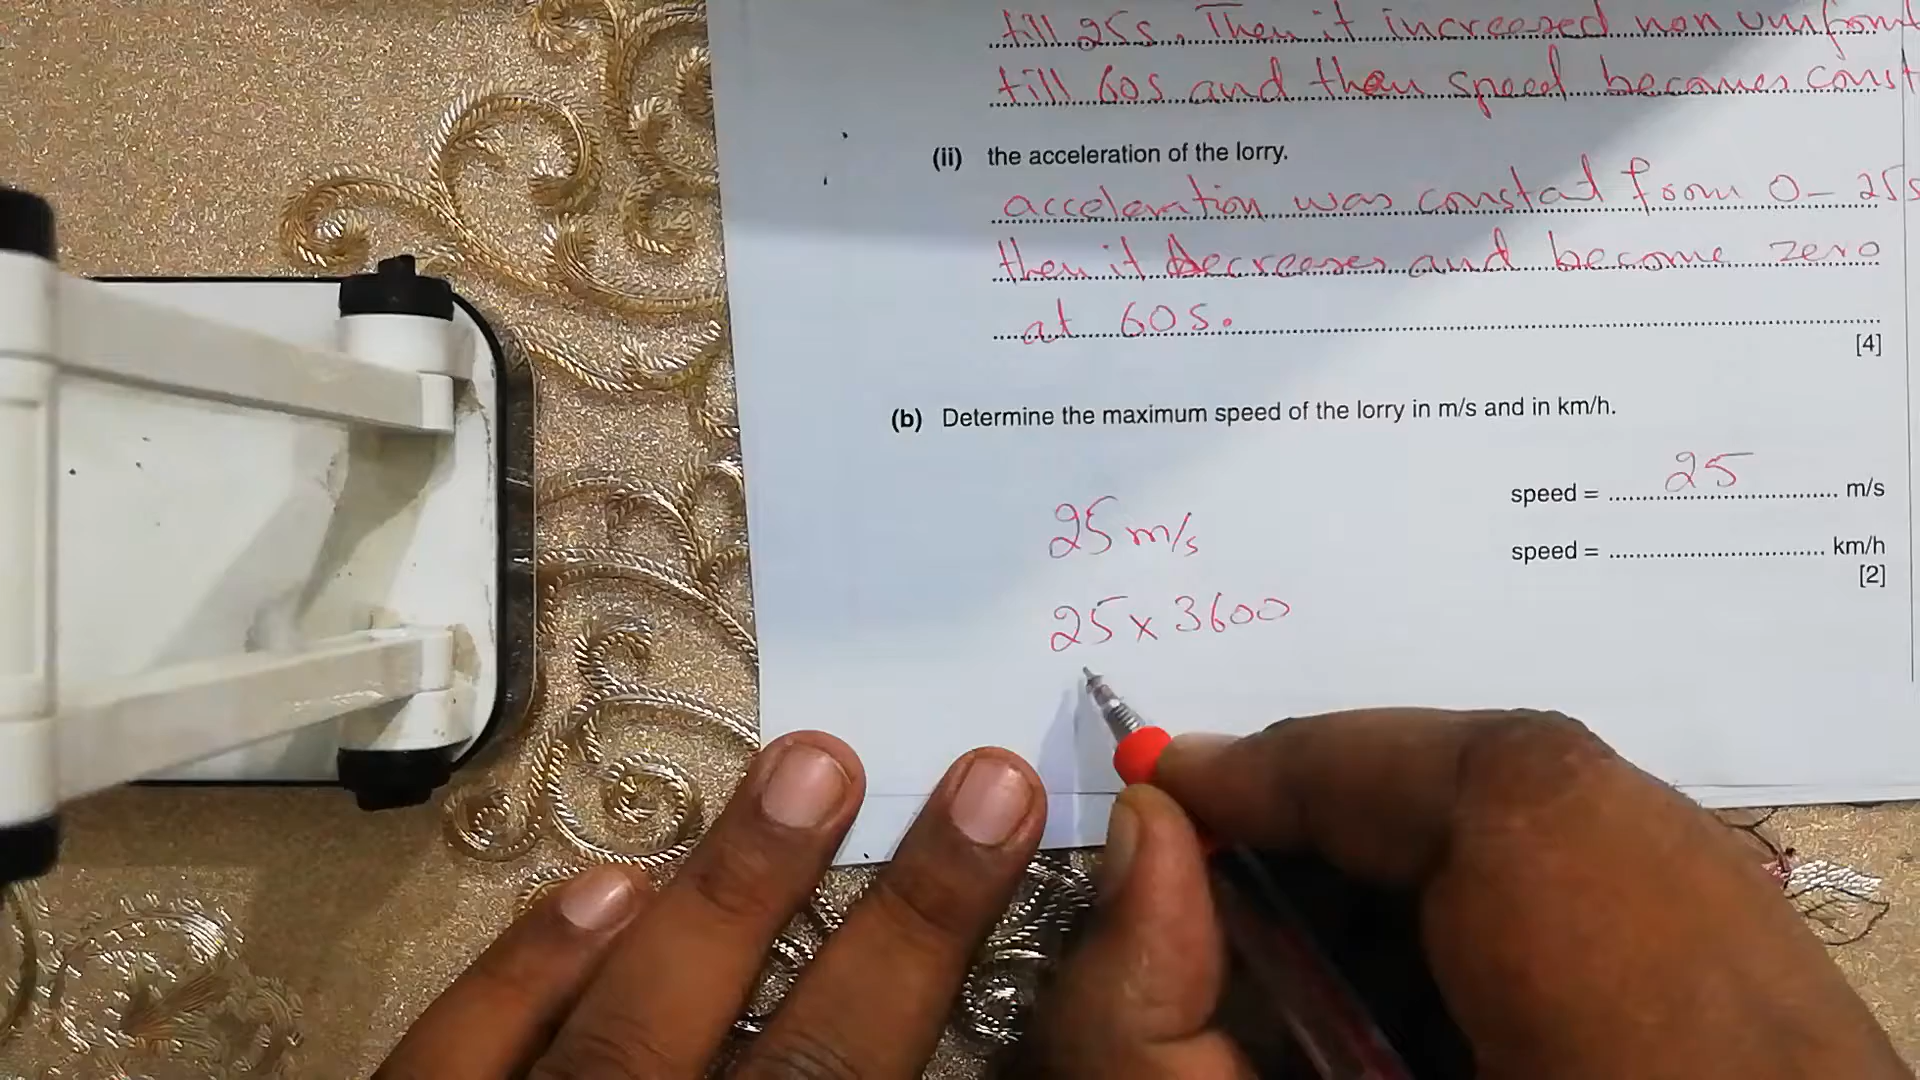 till 25s. Then it increased non uniform
till 60s and then speed becomes const
(ii) the acceleration of the lorry.
acceleration was constat from 0-25s
then it decreases and become zero
at 60s.
[4]
(b) Determine the maximum speed of the lorry in m/s and in km/h.
speed = 25 m/s
25 m/s
speed = km/h
[2]
25 x 3600